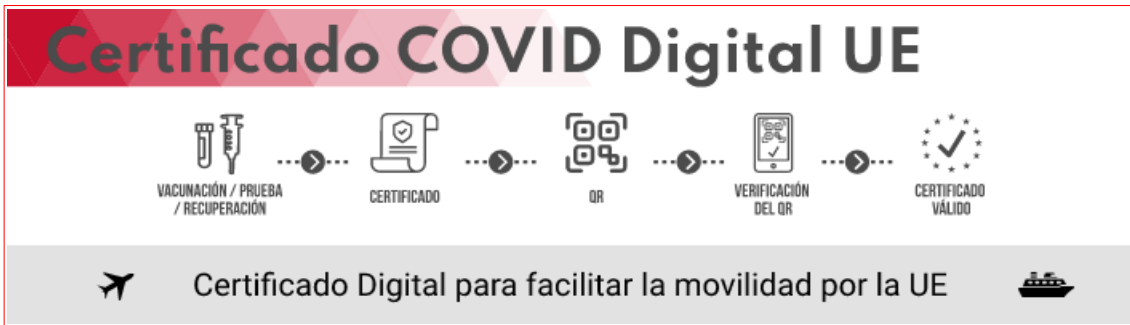 Certificado COVID Digital UE
VACUNACIÓN / PRUEBA
/ RECUPERACIÓN
CERTIFICADO
QR
VERIFICACIÓN
DEL QR
CERTIFICADO
VÁLIDO
Certificado Digital para facilitar la movilidad por la UE